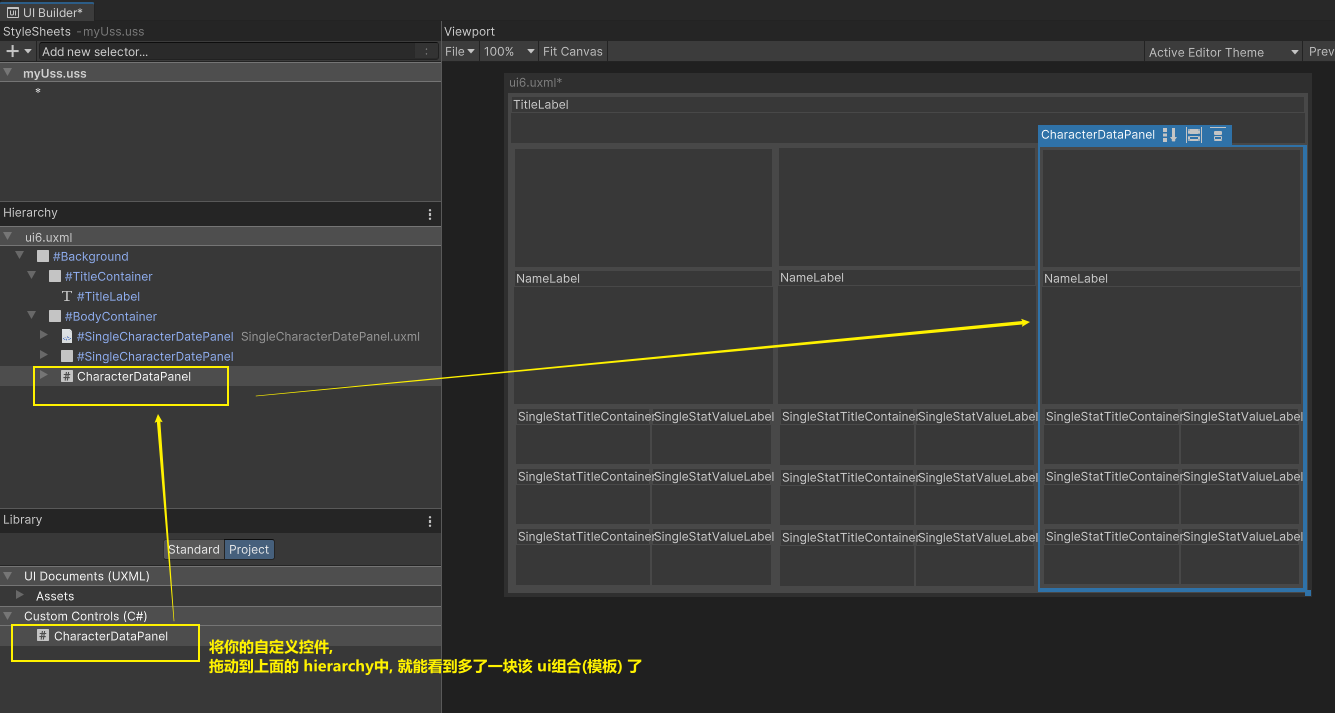 UI Builder*
StyleSheets - myUss.uss
Add new selector...
myUss.uss
*
Hierarchy
ui6.uxml
#Background
#TitleContainer
#TitleLabel
#BodyContainer
#SingleCharacterDatePanel SingleCharacterDatePanel.uxml
#SingleCharacterDatePanel
CharacterDataPanel
Library
Standard Project
UI Documents (UXML)
Assets
Custom Controls (C#)
CharacterDataPanel
将你的自定义控件,
拖动到上面的 hierarchy中, 就能看到多了一块该 ui组合(模板) 了
Viewport
File 100% Fit Canvas Active Editor Theme Prev
ui6.uxml*
TitleLabel
CharacterDataPanel
NameLabel NameLabel NameLabel
SingleStatTitleContainer SingleStatValueLabel SingleStatTitleContainer SingleStatValueLabel SingleStatTitleContainer SingleStatValueLabel
SingleStatTitleContainer SingleStatValueLabel SingleStatTitleContainer SingleStatValueLabel SingleStatTitleContainer SingleStatValueLabel
SingleStatTitleContainer SingleStatValueLabel SingleStatTitleContainer SingleStatValueLabel SingleStatTitleContainer SingleStatValueLabel